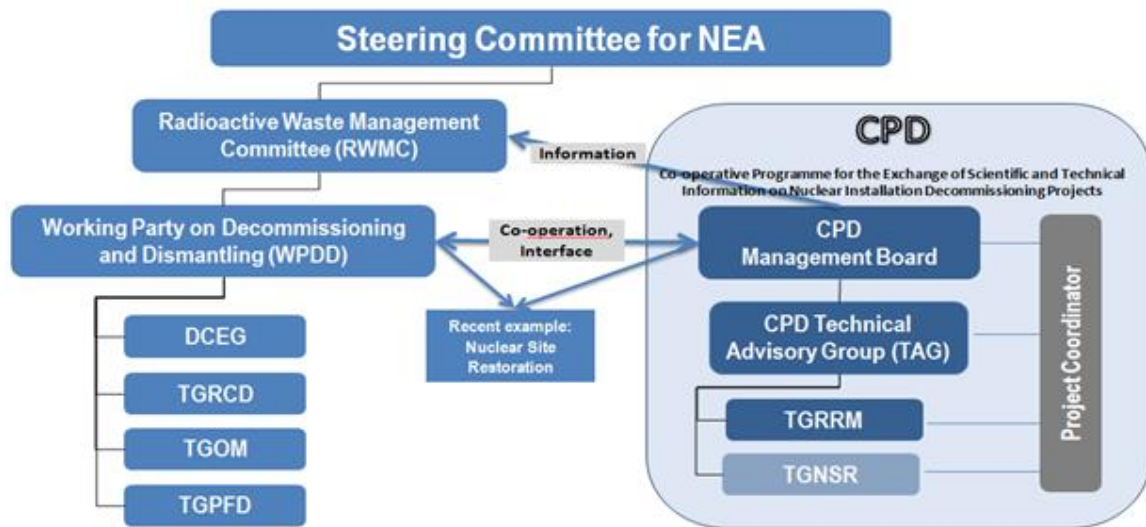 Steering Committee for NEA
Radioactive Waste Management
Committee (RWMC)
Information
CPD
Co-operative Programme for the Exchange of Scientific and Technical
Information on Nuclear Installation Decommissioning Projects
Working Party on Decommissioning
and Dismantling (WPDD)
Co-operation,
Interface
CPD
Management Board
Recent example:
Nuclear Site
Restoration
CPD Technical
Advisory Group (TAG)
DCEG
TGRCD
TGOM
TGPFD
TGRRM
TGNSR
Project Coordinator